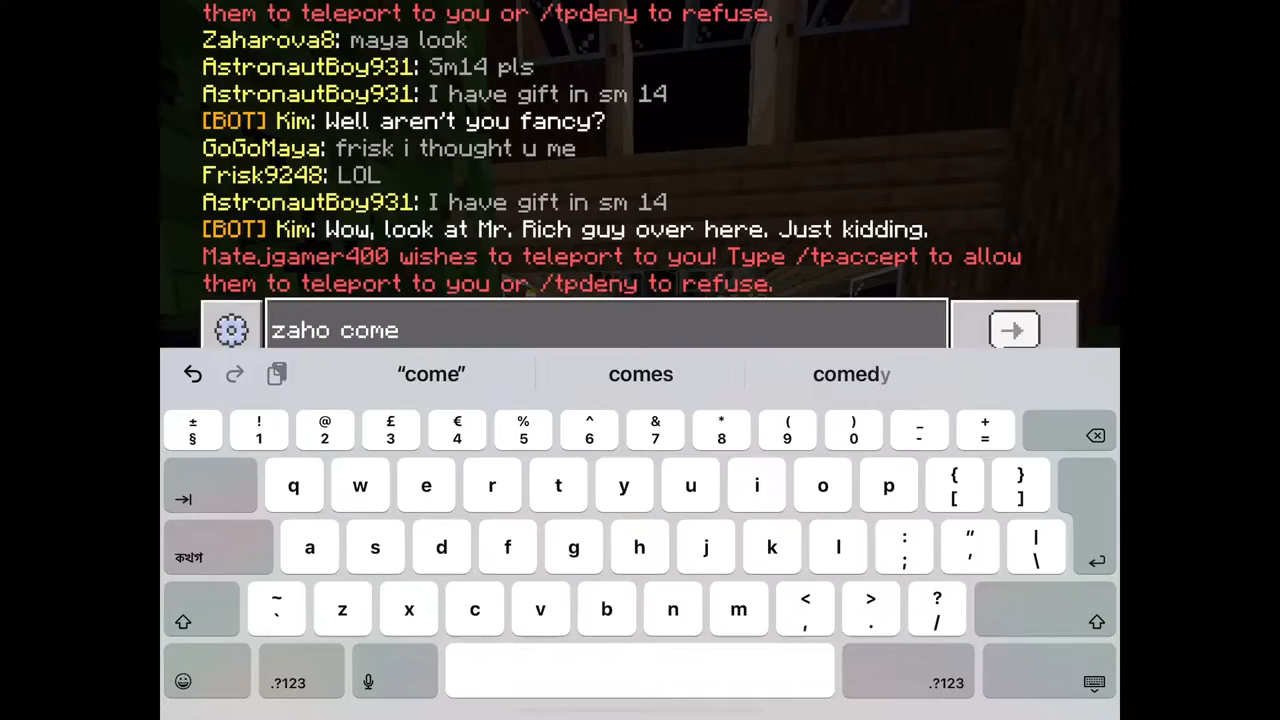 them to teleport to you or /tpdeny to refuse.
Zaharova8: maya look
AstronautBoy931: Sm14 pls
AstronautBoy931: I have gift in sm 14
[BOT] Kim: Well aren't you fancy?
GoGoMaya: frisk i thought u me
Frisk9248: LOL
AstronautBoy931: I have gift in sm 14
[BOT] Kim: Wow, look at Mr. Rich guy over here. Just kidding.
Matejgamer400 wishes to teleport to you! Type /tpaccept to allow
them to teleport to you or /tpdeny to refuse.
zaho come
“come” comes comedy
± ! @ £ € % ^ & * ( ) _ +
§ 1 2 3 4 5 6 7 8 9 0 - =
q w e r t y u i o p { [ } ]
কখগ a s d f g h j k l : ; " ' | \
~ ` z x c v b n m < , > . ? /
.?123 .?123